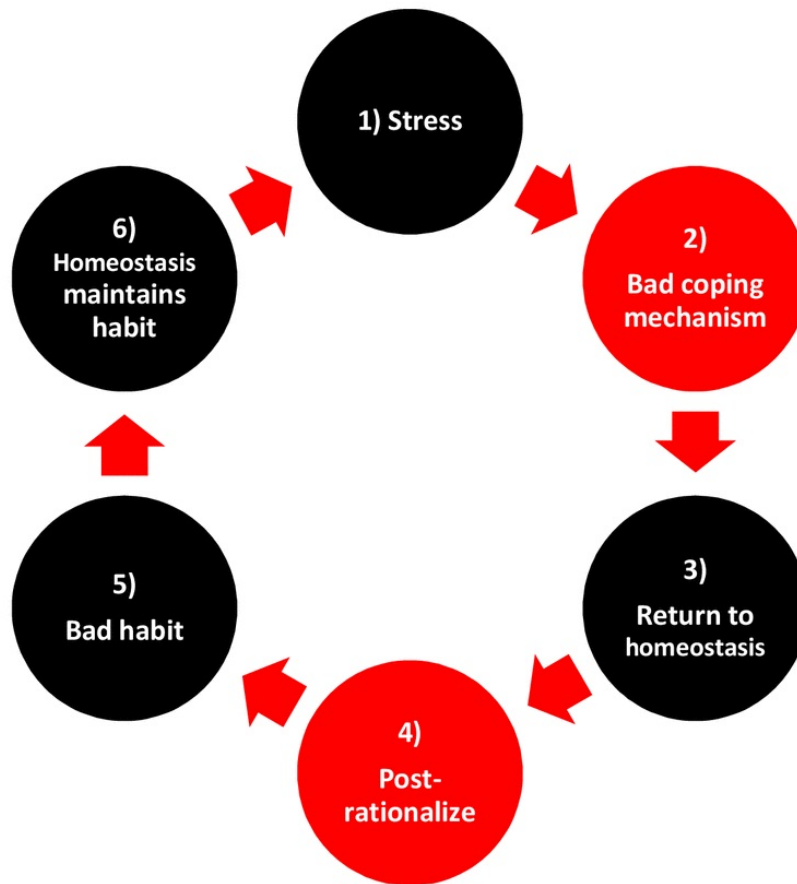 1) Stress
2)
Bad coping
mechanism
3)
Return to
homeostasis
4)
Post-
rationalize
5)
Bad habit
6)
Homeostasis
maintains
habit